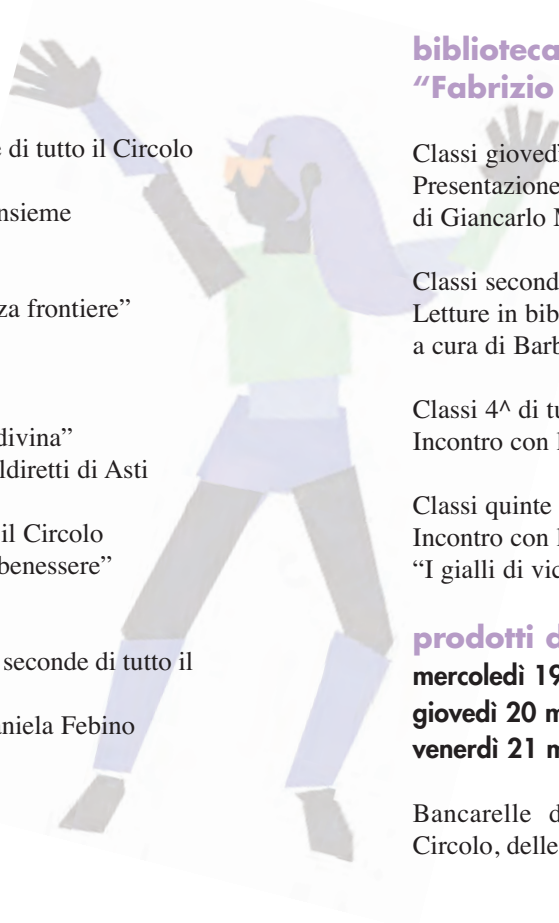 di tutto il Circolo
nsieme
za frontiere”
divina”
ldiretti di Asti
il Circolo
benessere”
seconde di tutto il
niela Febino
biblioteca
“Fabrizio
Classi gioved
Presentazione
di Giancarlo
Classi second
Letture in bib
a cura di Barb
Classi 4^ di tu
Incontro con
Classi quinte
Incontro con
“I gialli di vic
prodotti d
mercoledì 19
giovedì 20 m
venerdì 21 m
Bancarelle d
Circolo, delle